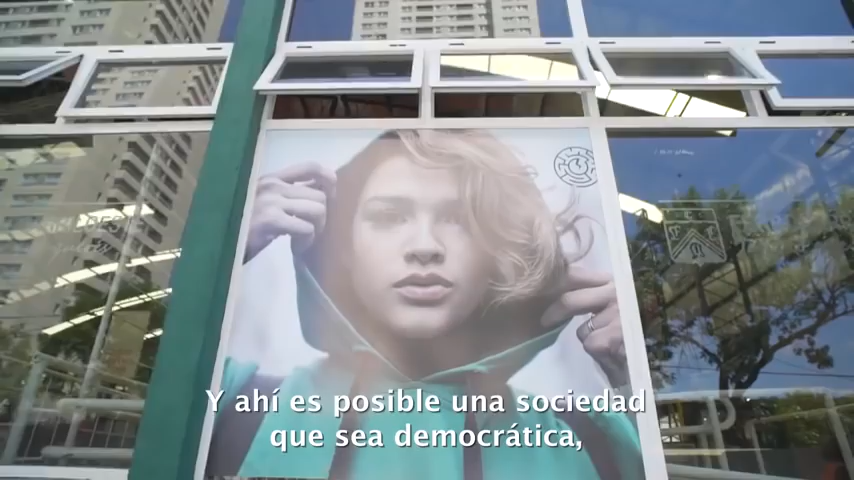 Y ahí es posible una sociedad
que sea democrática,